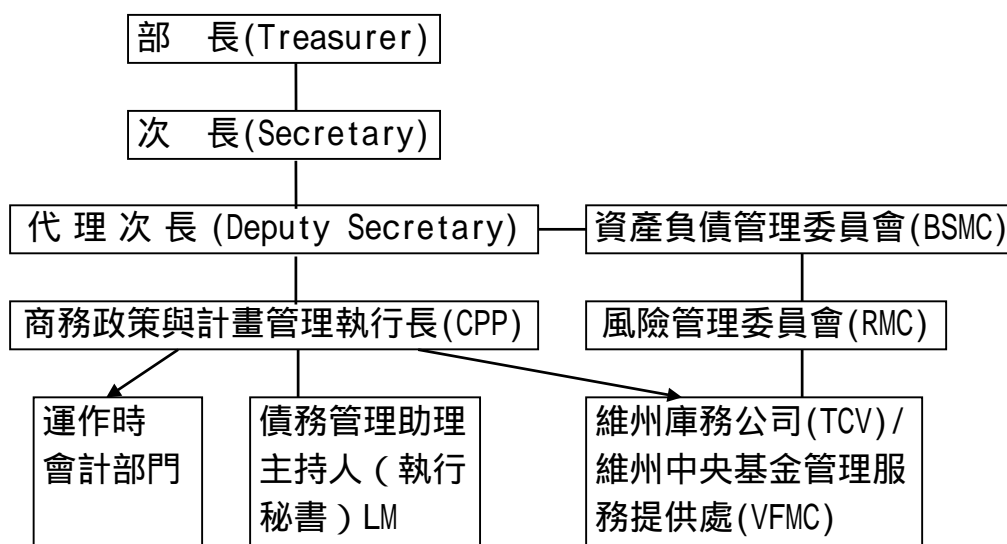 部　長(Treasurer)
次　長(Secretary)
代 理 次 長 (Deputy Secretary)
資產負債管理委員會(BSMC)
商務政策與計畫管理執行長(CPP)
風險管理委員會(RMC)
運作時
會計部門
債務管理助理
主持人（執行
秘書）LM
維州庫務公司(TCV)/
維州中央基金管理服
務提供處(VFMC)